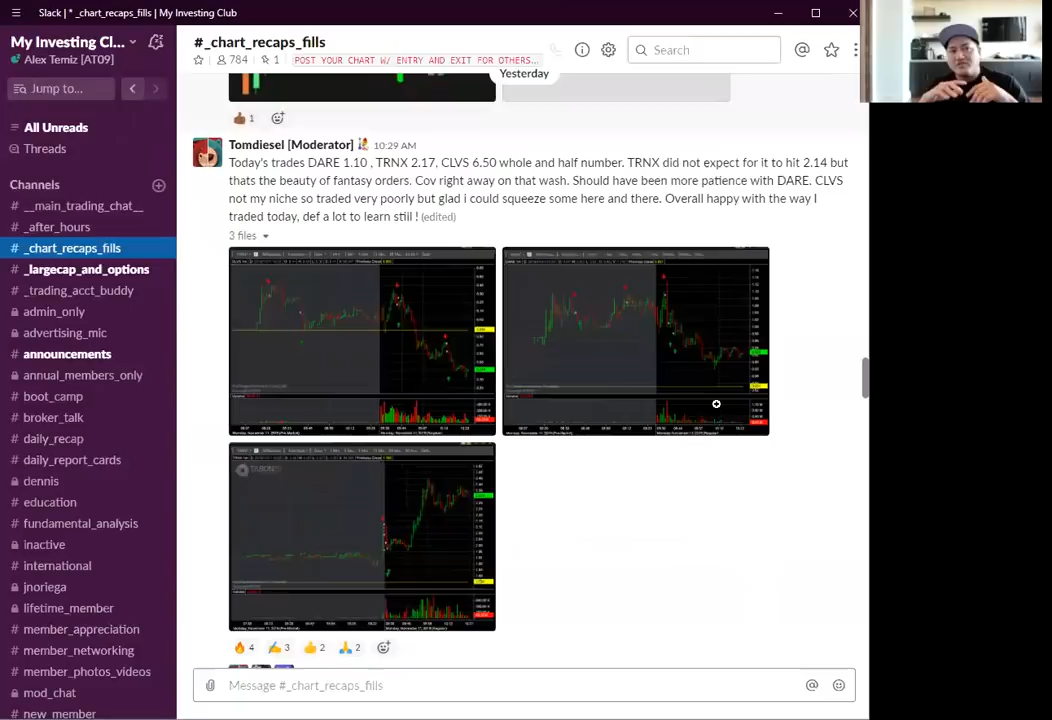 Slack | * _chart_recaps_fills | My Investing Club
My Investing Cl...
Alex Temiz [AT09]
Jump to...
All Unreads
Threads
Channels
# __main_trading_chat__
# _after_hours
# _chart_recaps_fills
# _largecap_and_options
# _trading_acct_buddy
admin_only
# advertising_mic
# announcements
annual_members_only
# boot_camp
# broker_talk
daily_recap
# daily_report_cards
dennis
# education
# fundamental_analysis
inactive
# international
jnoriega
# lifetime_member
# member_appreciation
# member_networking
# member_photos_videos
mod_chat
# new_member
#_chart_recaps_fills
784
1
POST YOUR CHART W/ ENTRY AND EXIT FOR OTHERS...
Search
Yesterday
1
Tomdiesel [Moderator] 10:29 AM
Today's trades DARE 1.10 , TRNX 2.17, CLVS 6.50 whole and half number. TRNX did not expect for it to hit 2.14 but
thats the beauty of fantasy orders. Cov right away on that wash. Should have been more patience with DARE. CLVS
not my niche so traded very poorly but glad i could squeeze some here and there. Overall happy with the way I
traded today, def a lot to learn still ! (edited)
3 files
4
3
2
2
Message #_chart_recaps_fills